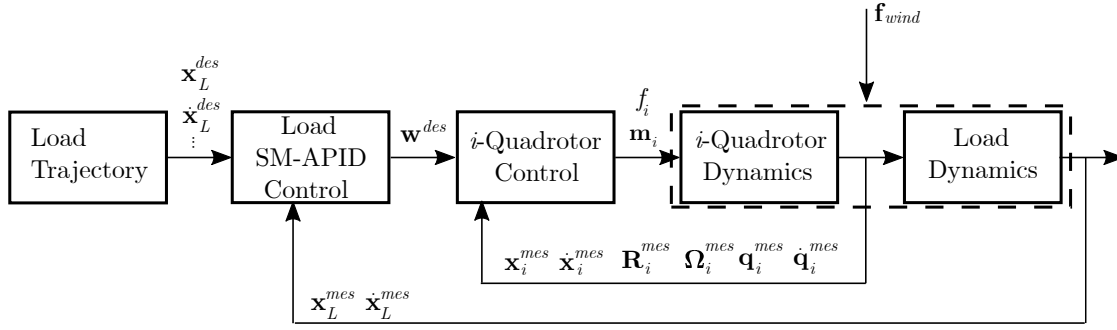 𝐟_wind
𝐱_L^des
𝐱̇_L^des
⋮
f_i
𝐦_i
Load
Trajectory
Load
SM-APID
Control
𝐰^des
i-Quadrotor
Control
i-Quadrotor
Dynamics
Load
Dynamics
𝐱_i^mes 𝐱̇_i^mes 𝐑_i^mes 𝛀_i^mes 𝐪_i^mes 𝐪̇_i^mes
𝐱_L^mes 𝐱̇_L^mes